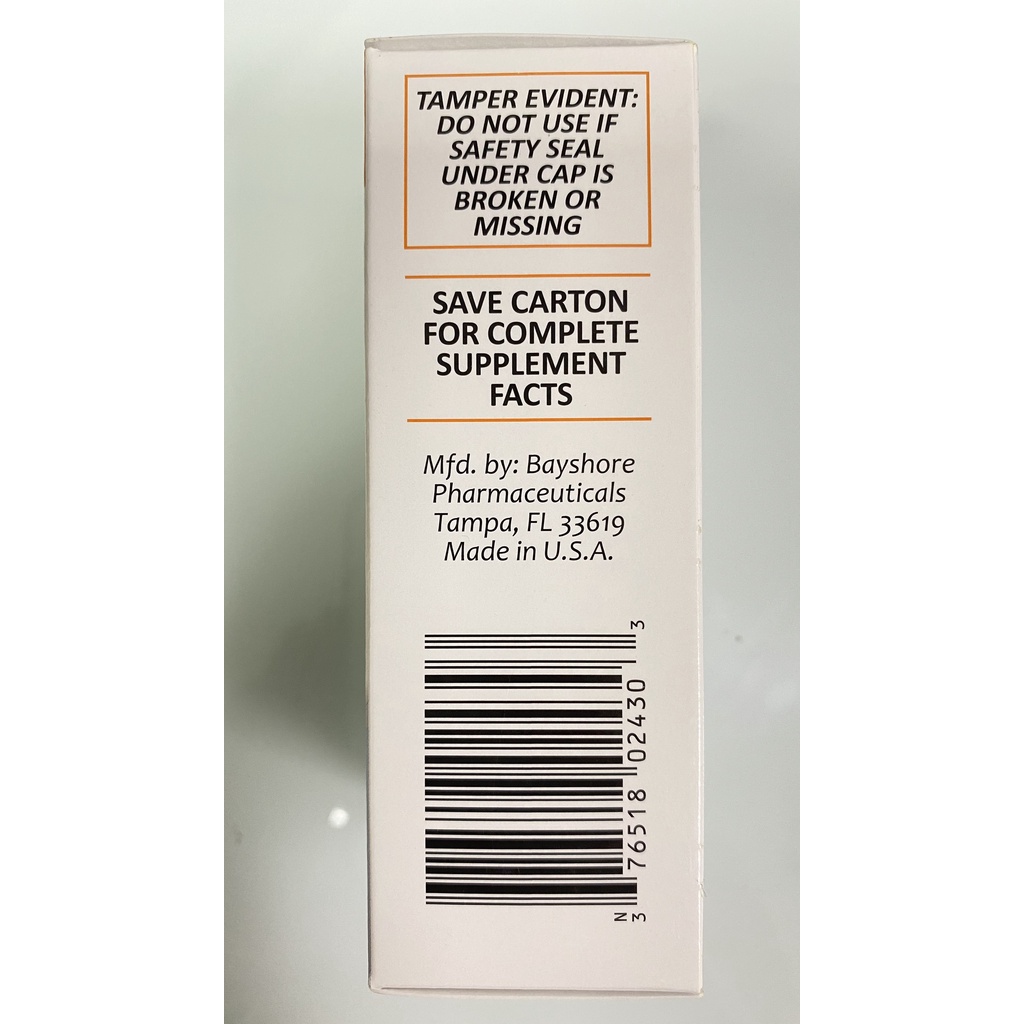 TAMPER EVIDENT:
DO NOT USE IF
SAFETY SEAL
UNDER CAP IS
BROKEN OR
MISSING
SAVE CARTON
FOR COMPLETE
SUPPLEMENT
FACTS
Mfd. by: Bayshore
Pharmaceuticals
Tampa, FL 33619
Made in U.S.A.
N
3 76518 02430 3